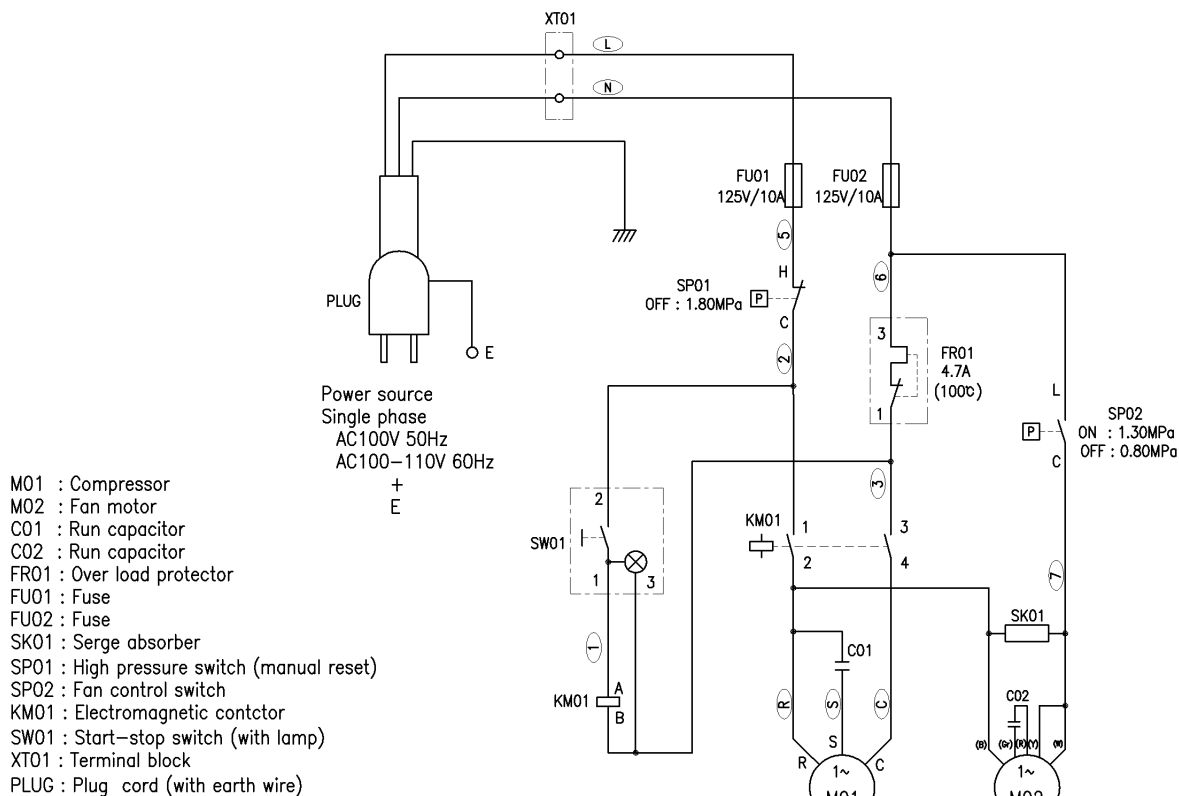 XT01
L
N
FU01
125V/10A
FU02
125V/10A
5
6
H
SP01
OFF : 1.80MPa
P
C
2
PLUG
E
3
FR01
4.7A
(100℃)
1
L
SP02
ON : 1.30MPa
OFF : 0.80MPa
P
C
Power source
Single phase
AC100V 50Hz
AC100-110V 60Hz
+
E
3
2
SW01
1
3
KM01
1
3
2
4
7
SK01
1
KM01
A
B
C01
R
S
C
C02
(B)
(Gr)
(R)
(Y)
(W)
S
R
C
1~
M01
1~
M02
M01 : Compressor
M02 : Fan motor
C01 : Run capacitor
C02 : Run capacitor
FR01 : Over load protector
FU01 : Fuse
FU02 : Fuse
SK01 : Serge absorber
SP01 : High pressure switch (manual reset)
SP02 : Fan control switch
KM01 : Electromagnetic contctor
SW01 : Start-stop switch (with lamp)
XT01 : Terminal block
PLUG : Plug cord (with earth wire)